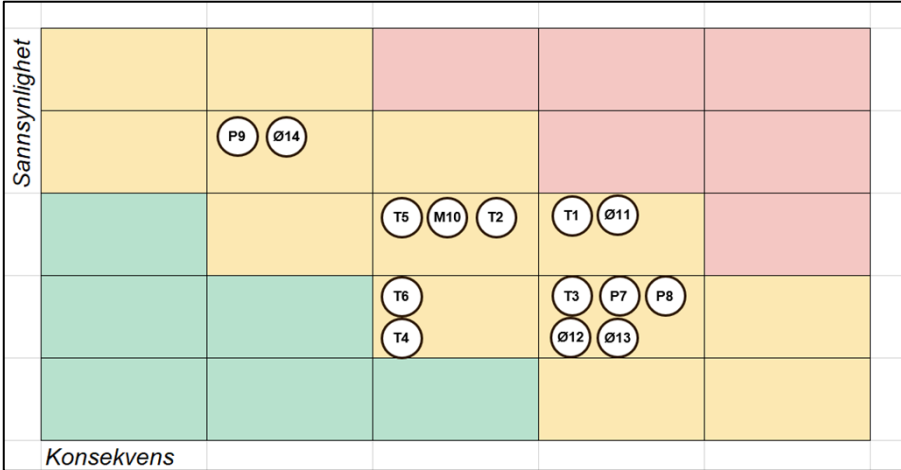 Sannsynlighet
P9 Ø14
T5 M10 T2 T1 Ø11
T6 T3 P7 P8
T4 Ø12 Ø13
Konsekvens